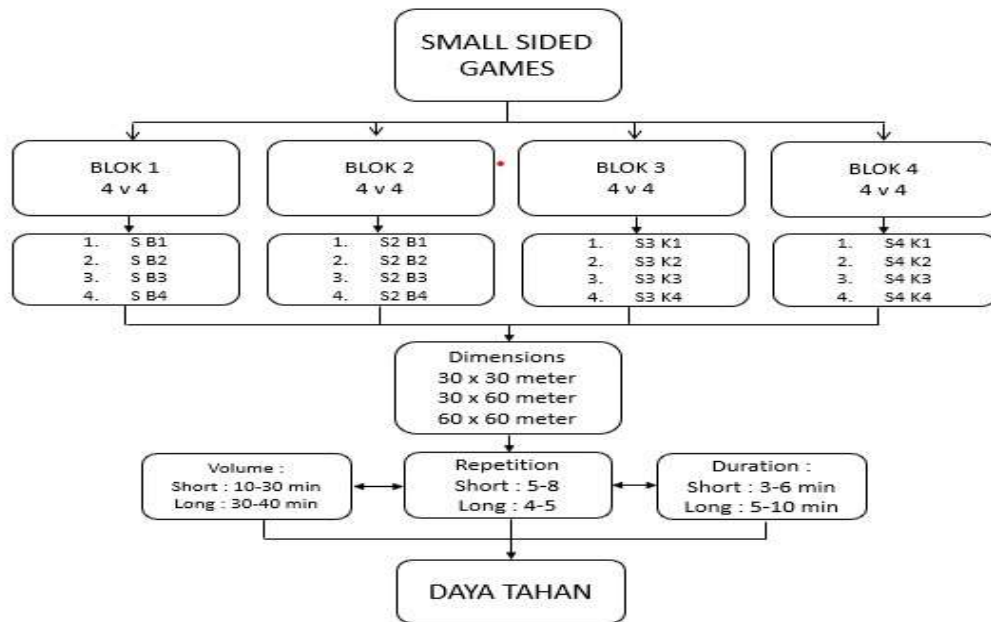 SMALL SIDED
GAMES
BLOK 1
4 v 4
BLOK 2
4 v 4
BLOK 3
4 v 4
BLOK 4
4 v 4
1. S B1
2. S B2
3. S B3
4. S B4
1. S2 B1
2. S2 B2
3. S2 B3
4. S2 B4
1. S3 K1
2. S3 K2
3. S3 K3
4. S3 K4
1. S4 K1
2. S4 K2
3. S4 K3
4. S4 K4
Dimensions
30 x 30 meter
30 x 60 meter
60 x 60 meter
Volume :
Short : 10-30 min
Long : 30-40 min
Repetition
Short : 5-8
Long : 4-5
Duration :
Short : 3-6 min
Long : 5-10 min
DAYA TAHAN